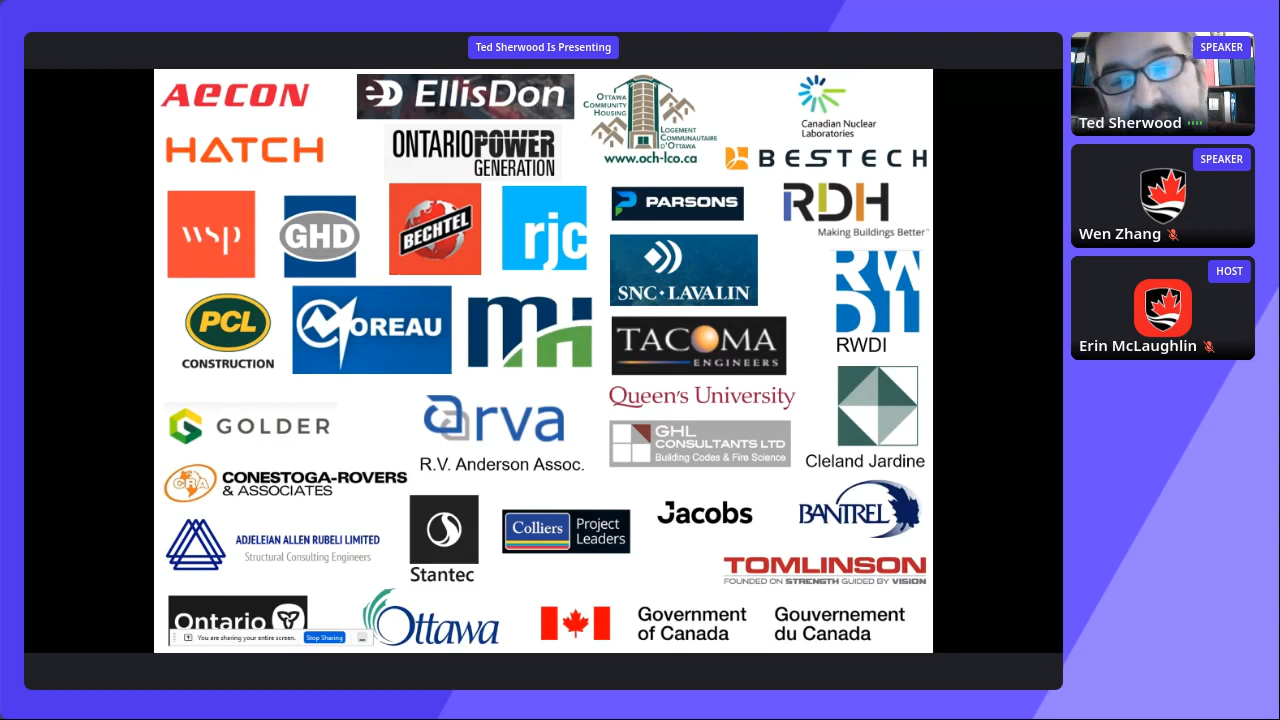 Ted Sherwood Is Presenting
AECON
EllisDon
OTTAWA
COMMUNITY
HOUSING
LOGEMENT
COMMUNAUTAIRE
D'OTTAWA
www.och-lco.ca
Canadian Nuclear
Laboratories
HATCH
ONTARIOPOWER
GENERATION
BESTECH
wsp
GHD
BECHTEL
rjc
PARSONS
RDH
Making Buildings Better™
SNC·LAVALIN
RWDI
RWDI
PCL
CONSTRUCTION
MOREAU
mh
TACOMA
ENGINEERS
Queen's University
GOLDER
arva
R.V. Anderson Assoc.
GHL
CONSULTANTS LTD
Building Codes & Fire Science
Cleland Jardine
CRA
CONESTOGA-ROVERS
& ASSOCIATES
ADJELEIAN ALLEN RUBELI LIMITED
Structural Consulting Engineers
Stantec
Colliers
Project
Leaders
Jacobs
BANTREL
TOMLINSON
FOUNDED ON STRENGTH GUIDED BY VISION
Ontario
You are sharing your entire screen.
Stop Sharing
Ottawa
Government
of Canada
Gouvernement
du Canada
SPEAKER
Ted Sherwood
SPEAKER
Wen Zhang
HOST
Erin McLaughlin